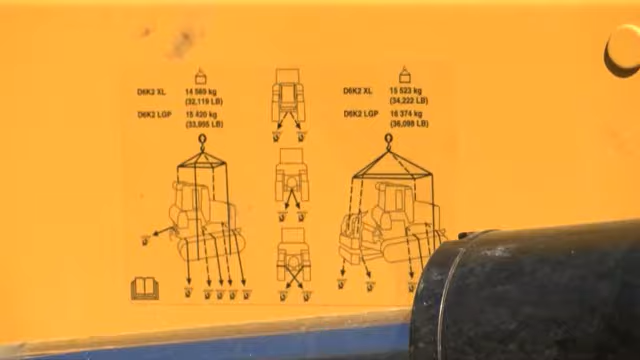 D6K2 XL 14 569 kg
(32,119 LB)
D6K2 LGP 15 420 kg
(33,995 LB)
D6K2 XL 15 523 kg
(34,222 LB)
D6K2 LGP 16 374 kg
(36,098 LB)